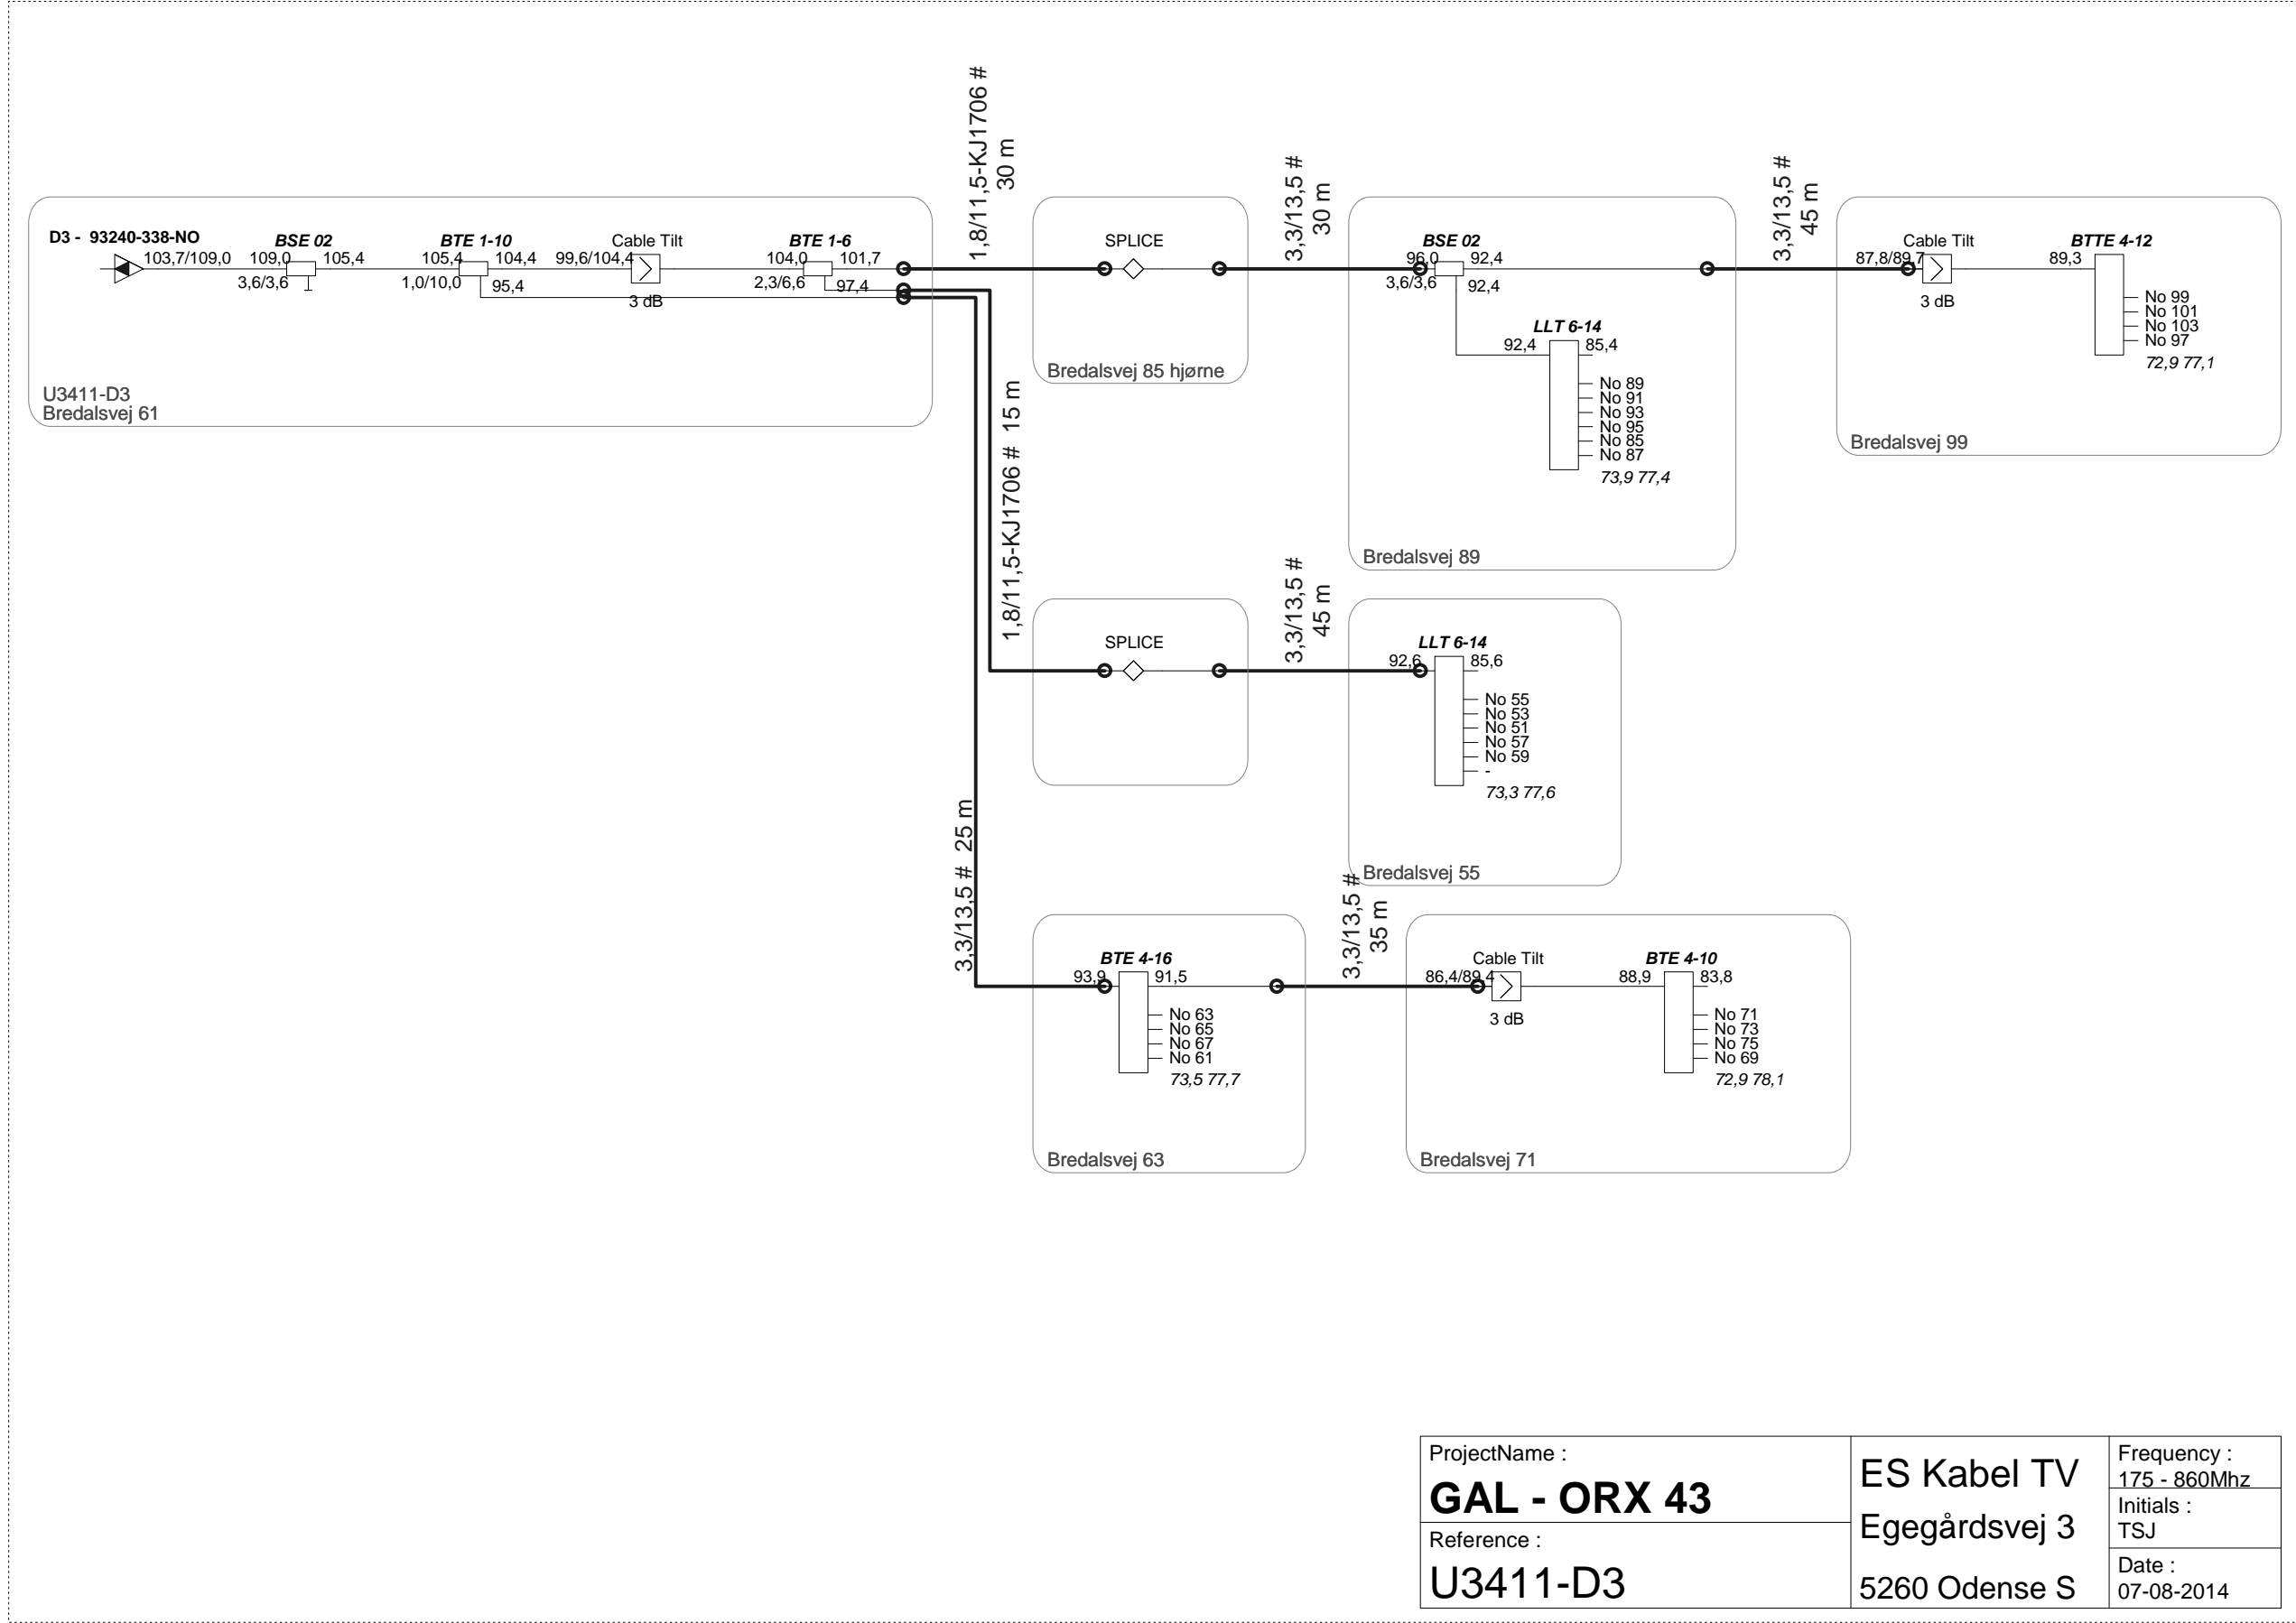 1,8/11,5-KJ1706 #
30 m
3,3/13,5 #
30 m
3,3/13,5 #
45 m
D3 - 93240-338-NO
103,7/109,0
BSE 02
109,0 105,4
3,6/3,6
BTE 1-10
105,4 104,4
1,0/10,0 95,4
Cable Tilt
99,6/104,4
3 dB
BTE 1-6
104,0 101,7
2,3/6,6 97,4
U3411-D3
Bredalsvej 61
SPLICE
Bredalsvej 85 hjørne
BSE 02
96,0 92,4
3,6/3,6 92,4
LLT 6-14
92,4 85,4
No 89
No 91
No 93
No 95
No 85
No 87
73,9 77,4
Bredalsvej 89
Cable Tilt
87,8/89,7
3 dB
BTTE 4-12
89,3
No 99
No 101
No 103
No 97
72,9 77,1
Bredalsvej 99
1,8/11,5-KJ1706 # 15 m
SPLICE
3,3/13,5 #
45 m
LLT 6-14
92,6 85,6
No 55
No 53
No 51
No 57
No 59
-
73,3 77,6
Bredalsvej 55
3,3/13,5 # 25 m
BTE 4-16
93,9 91,5
No 63
No 65
No 67
No 61
73,5 77,7
Bredalsvej 63
3,3/13,5 #
35 m
Cable Tilt
86,4/89,4
3 dB
BTE 4-10
88,9 83,8
No 71
No 73
No 75
No 69
72,9 78,1
Bredalsvej 71
ProjectName :
GAL - ORX 43
Reference :
U3411-D3
ES Kabel TV
Egegårdsvej 3
5260 Odense S
Frequency :
175 - 860Mhz
Initials :
TSJ
Date :
07-08-2014